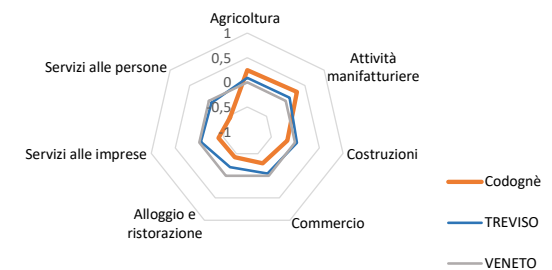 Agricoltura
1
0,5
0
-0,5
-1
Attività
manifatturiere
Costruzioni
Commercio
Alloggio e
ristorazione
Servizi alle imprese
Servizi alle persone
Codognè
TREVISO
VENETO